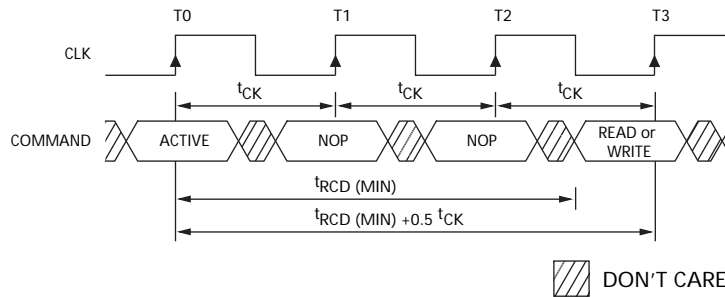 T0 T1 T2 T3
CLK
tCK tCK tCK
COMMAND ACTIVE NOP NOP READ or
WRITE
tRCD (MIN)
tRCD (MIN) +0.5 tCK
DON'T CARE